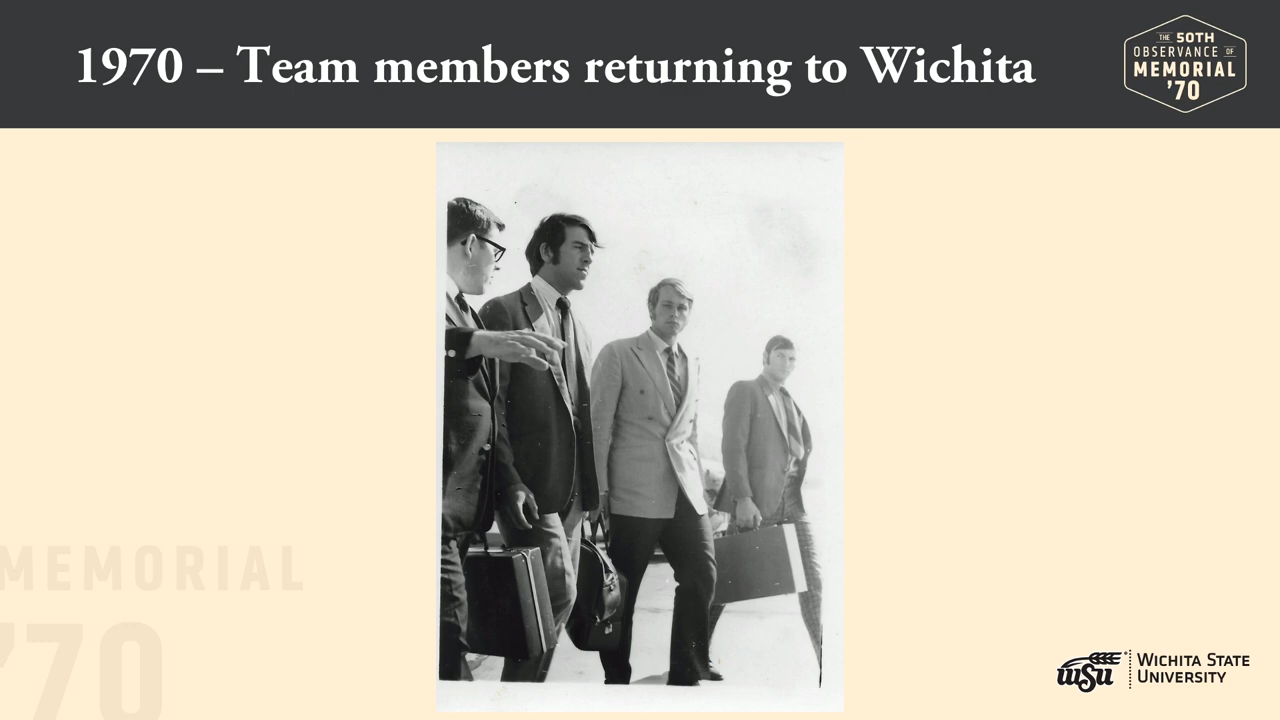 1970 – Team members returning to Wichita
THE 50TH
OBSERVANCE OF
MEMORIAL
'70
MEMORIAL
'70
wsu
WICHITA STATE
UNIVERSITY